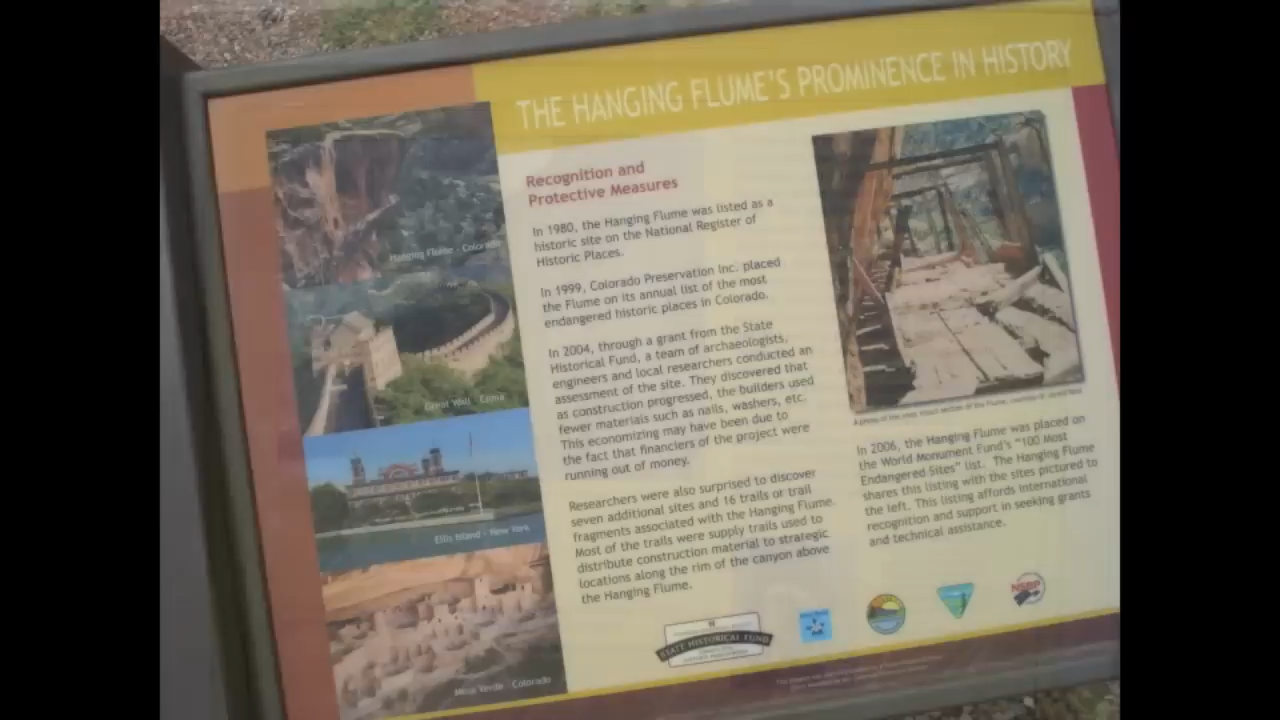 THE HANGING FLUME'S PROMINENCE IN HISTORY
Hanging Flume - Colorado
Great Wall - China
Ellis Island - New York
Mesa Verde - Colorado
Recognition and
Protective Measures
In 1980, the Hanging Flume was listed as a
historic site on the National Register of
Historic Places.
In 1999, Colorado Preservation Inc. placed
the Flume on its annual list of the most
endangered historic places in Colorado.
In 2004, through a grant from the State
Historical Fund, a team of archaeologists,
engineers and local researchers conducted an
assessment of the site. They discovered that
as construction progressed, the builders used
fewer materials such as nails, washers, etc.
This economizing may have been due to
the fact that financiers of the project were
running out of money.
Researchers were also surprised to discover
seven additional sites and 16 trails or trail
fragments associated with the Hanging Flume.
Most of the trails were supply trails used to
distribute construction material to strategic
locations along the rim of the canyon above
the Hanging Flume.
In 2006, the Hanging Flume was placed on
the World Monument Fund's "100 Most
Endangered Sites" list. The Hanging Flume
shares this listing with the sites pictured to
the left. This listing affords international
recognition and support in seeking grants
and technical assistance.
STATE HISTORICAL FUND